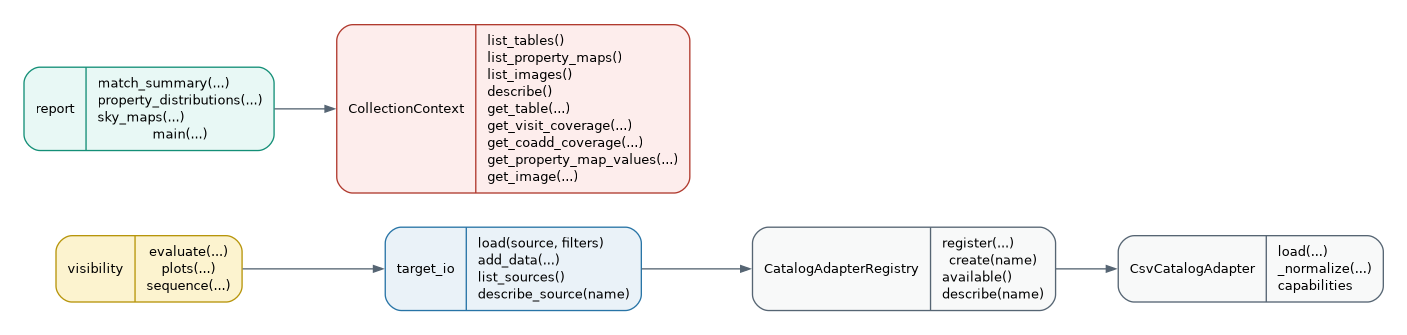 report
match_summary(...)
property_distributions(...)
sky_maps(...)
main(...)
CollectionContext
list_tables()
list_property_maps()
list_images()
describe()
get_table(...)
get_visit_coverage(...)
get_coadd_coverage(...)
get_property_map_values(...)
get_image(...)
visibility
evaluate(...)
plots(...)
sequence(...)
target_io
load(source, filters)
add_data(...)
list_sources()
describe_source(name)
CatalogAdapterRegistry
register(...)
create(name)
available()
describe(name)
CsvCatalogAdapter
load(...)
_normalize(...)
capabilities